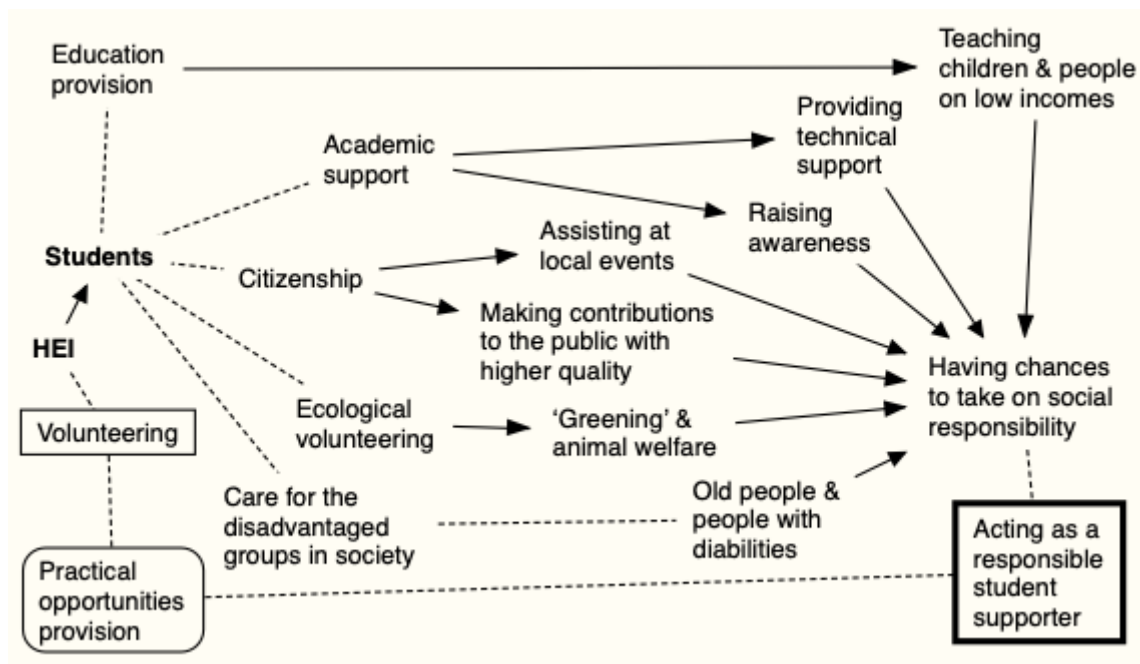 Education
provision
Teaching
children & people
on low incomes
Academic
support
Providing
technical
support
Raising
awareness
Students
Citizenship
Assisting at
local events
Making contributions
to the public with
higher quality
HEI
Volunteering
Ecological
volunteering
‘Greening’ &
animal welfare
Having chances
to take on social
responsibility
Care for the
disadvantaged
groups in society
Old people &
people with
diabilities
Practical
opportunities
provision
Acting as a
responsible
student
supporter